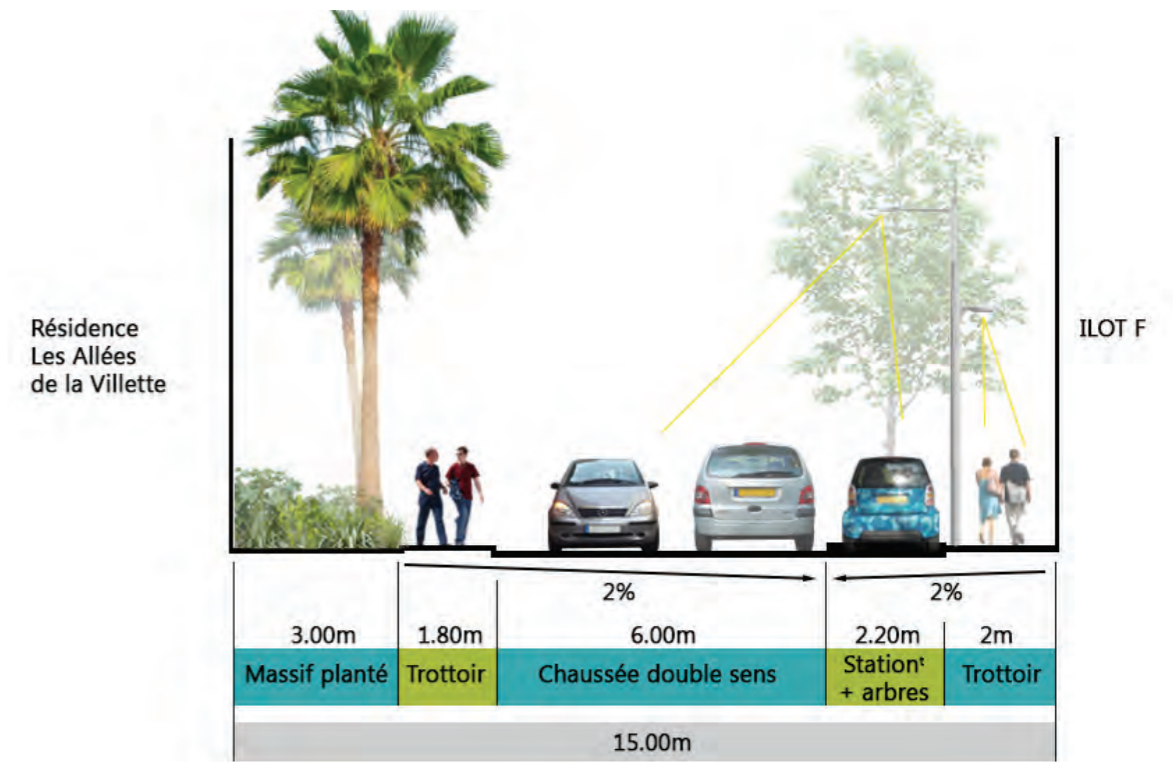 Résidence
Les Allées
de la Villette
ILOT F
2%
2%
3.00m
1.80m
6.00m
2.20m
2m
Massif planté
Trottoir
Chaussée double sens
Stationᵗ
+ arbres
Trottoir
15.00m